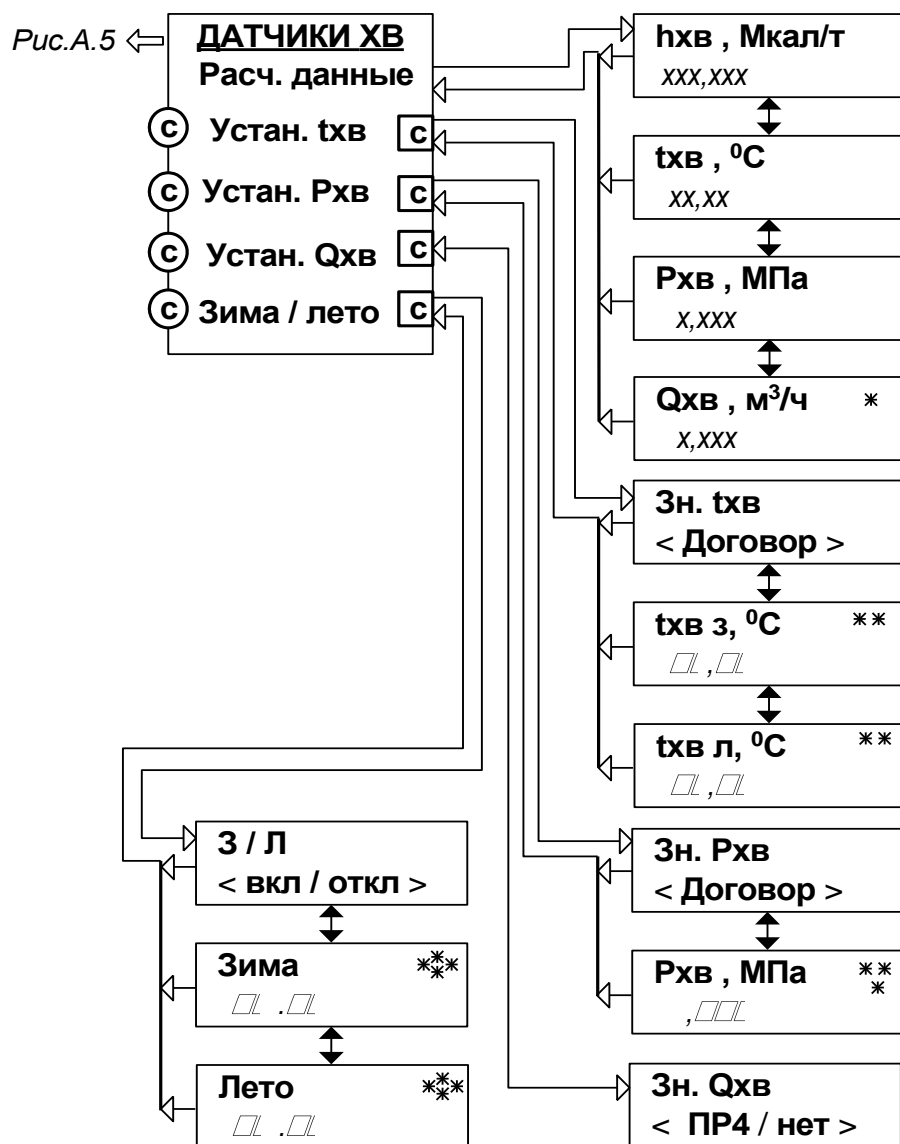 Рис.А.5
ДАТЧИКИ ХВ
Расч. данные
с Устан. tхв с
с Устан. Рхв с
с Устан. Qхв с
с Зима / лето с
hхв , Мкал/т
xxx,xxx
tхв , ⁰С
xx,xx
Рхв , МПа
x,xxx
Qхв , м³/ч *
x,xxx
Зн. tхв
< Договор >
tхв з, ⁰С **
,
tхв л, ⁰С **
,
Зн. Рхв
< Договор >
Рхв , МПа ***
,
Зн. Qхв
< ПР4 / нет >
З / Л
< вкл / откл >
Зима ****
.
Лето ****
.